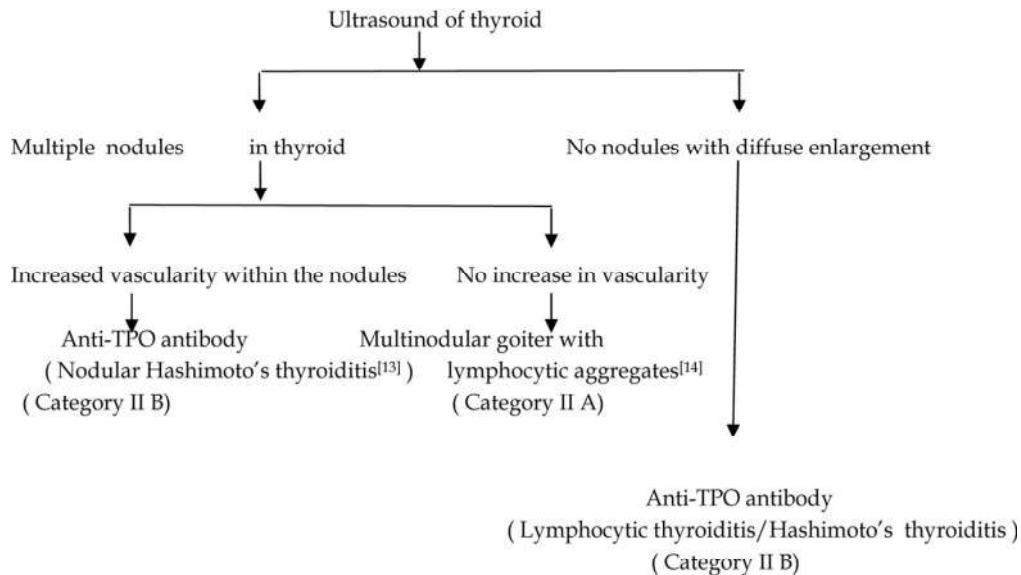 Ultrasound of thyroid
Multiple nodules in thyroid
No nodules with diffuse enlargement
Increased vascularity within the nodules
No increase in vascularity
Anti-TPO antibody
( Nodular Hashimoto's thyroiditis[13] )
( Category II B)
Multinodular goiter with
lymphocytic aggregates[14]
( Category II A)
Anti-TPO antibody
( Lymphocytic thyroiditis/Hashimoto's thyroiditis )
( Category II B)